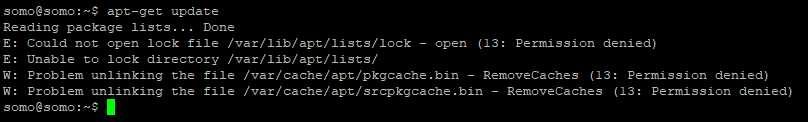 somo@somo:~$ apt-get update
Reading package lists... Done
E: Could not open lock file /var/lib/apt/lists/lock - open (13: Permission denied)
E: Unable to lock directory /var/lib/apt/lists/
W: Problem unlinking the file /var/cache/apt/pkgcache.bin - RemoveCaches (13: Permission denied)
W: Problem unlinking the file /var/cache/apt/srcpkgcache.bin - RemoveCaches (13: Permission denied)
somo@somo:~$